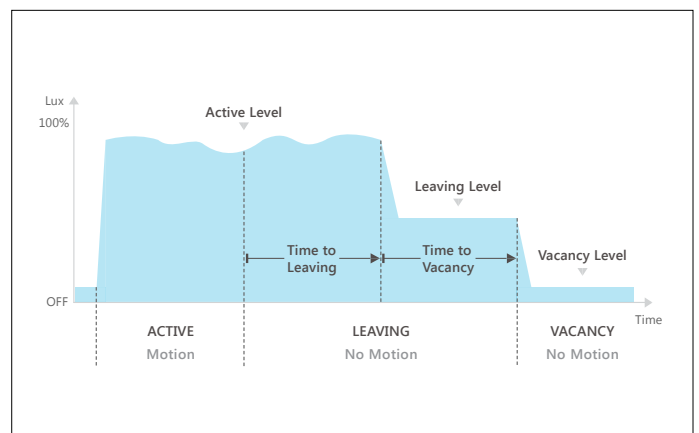 Lux
100%
Active Level
Leaving Level
Time to
Leaving
Time to
Vacancy
Vacancy Level
OFF
Time
ACTIVE
LEAVING
VACANCY
Motion
No Motion
No Motion